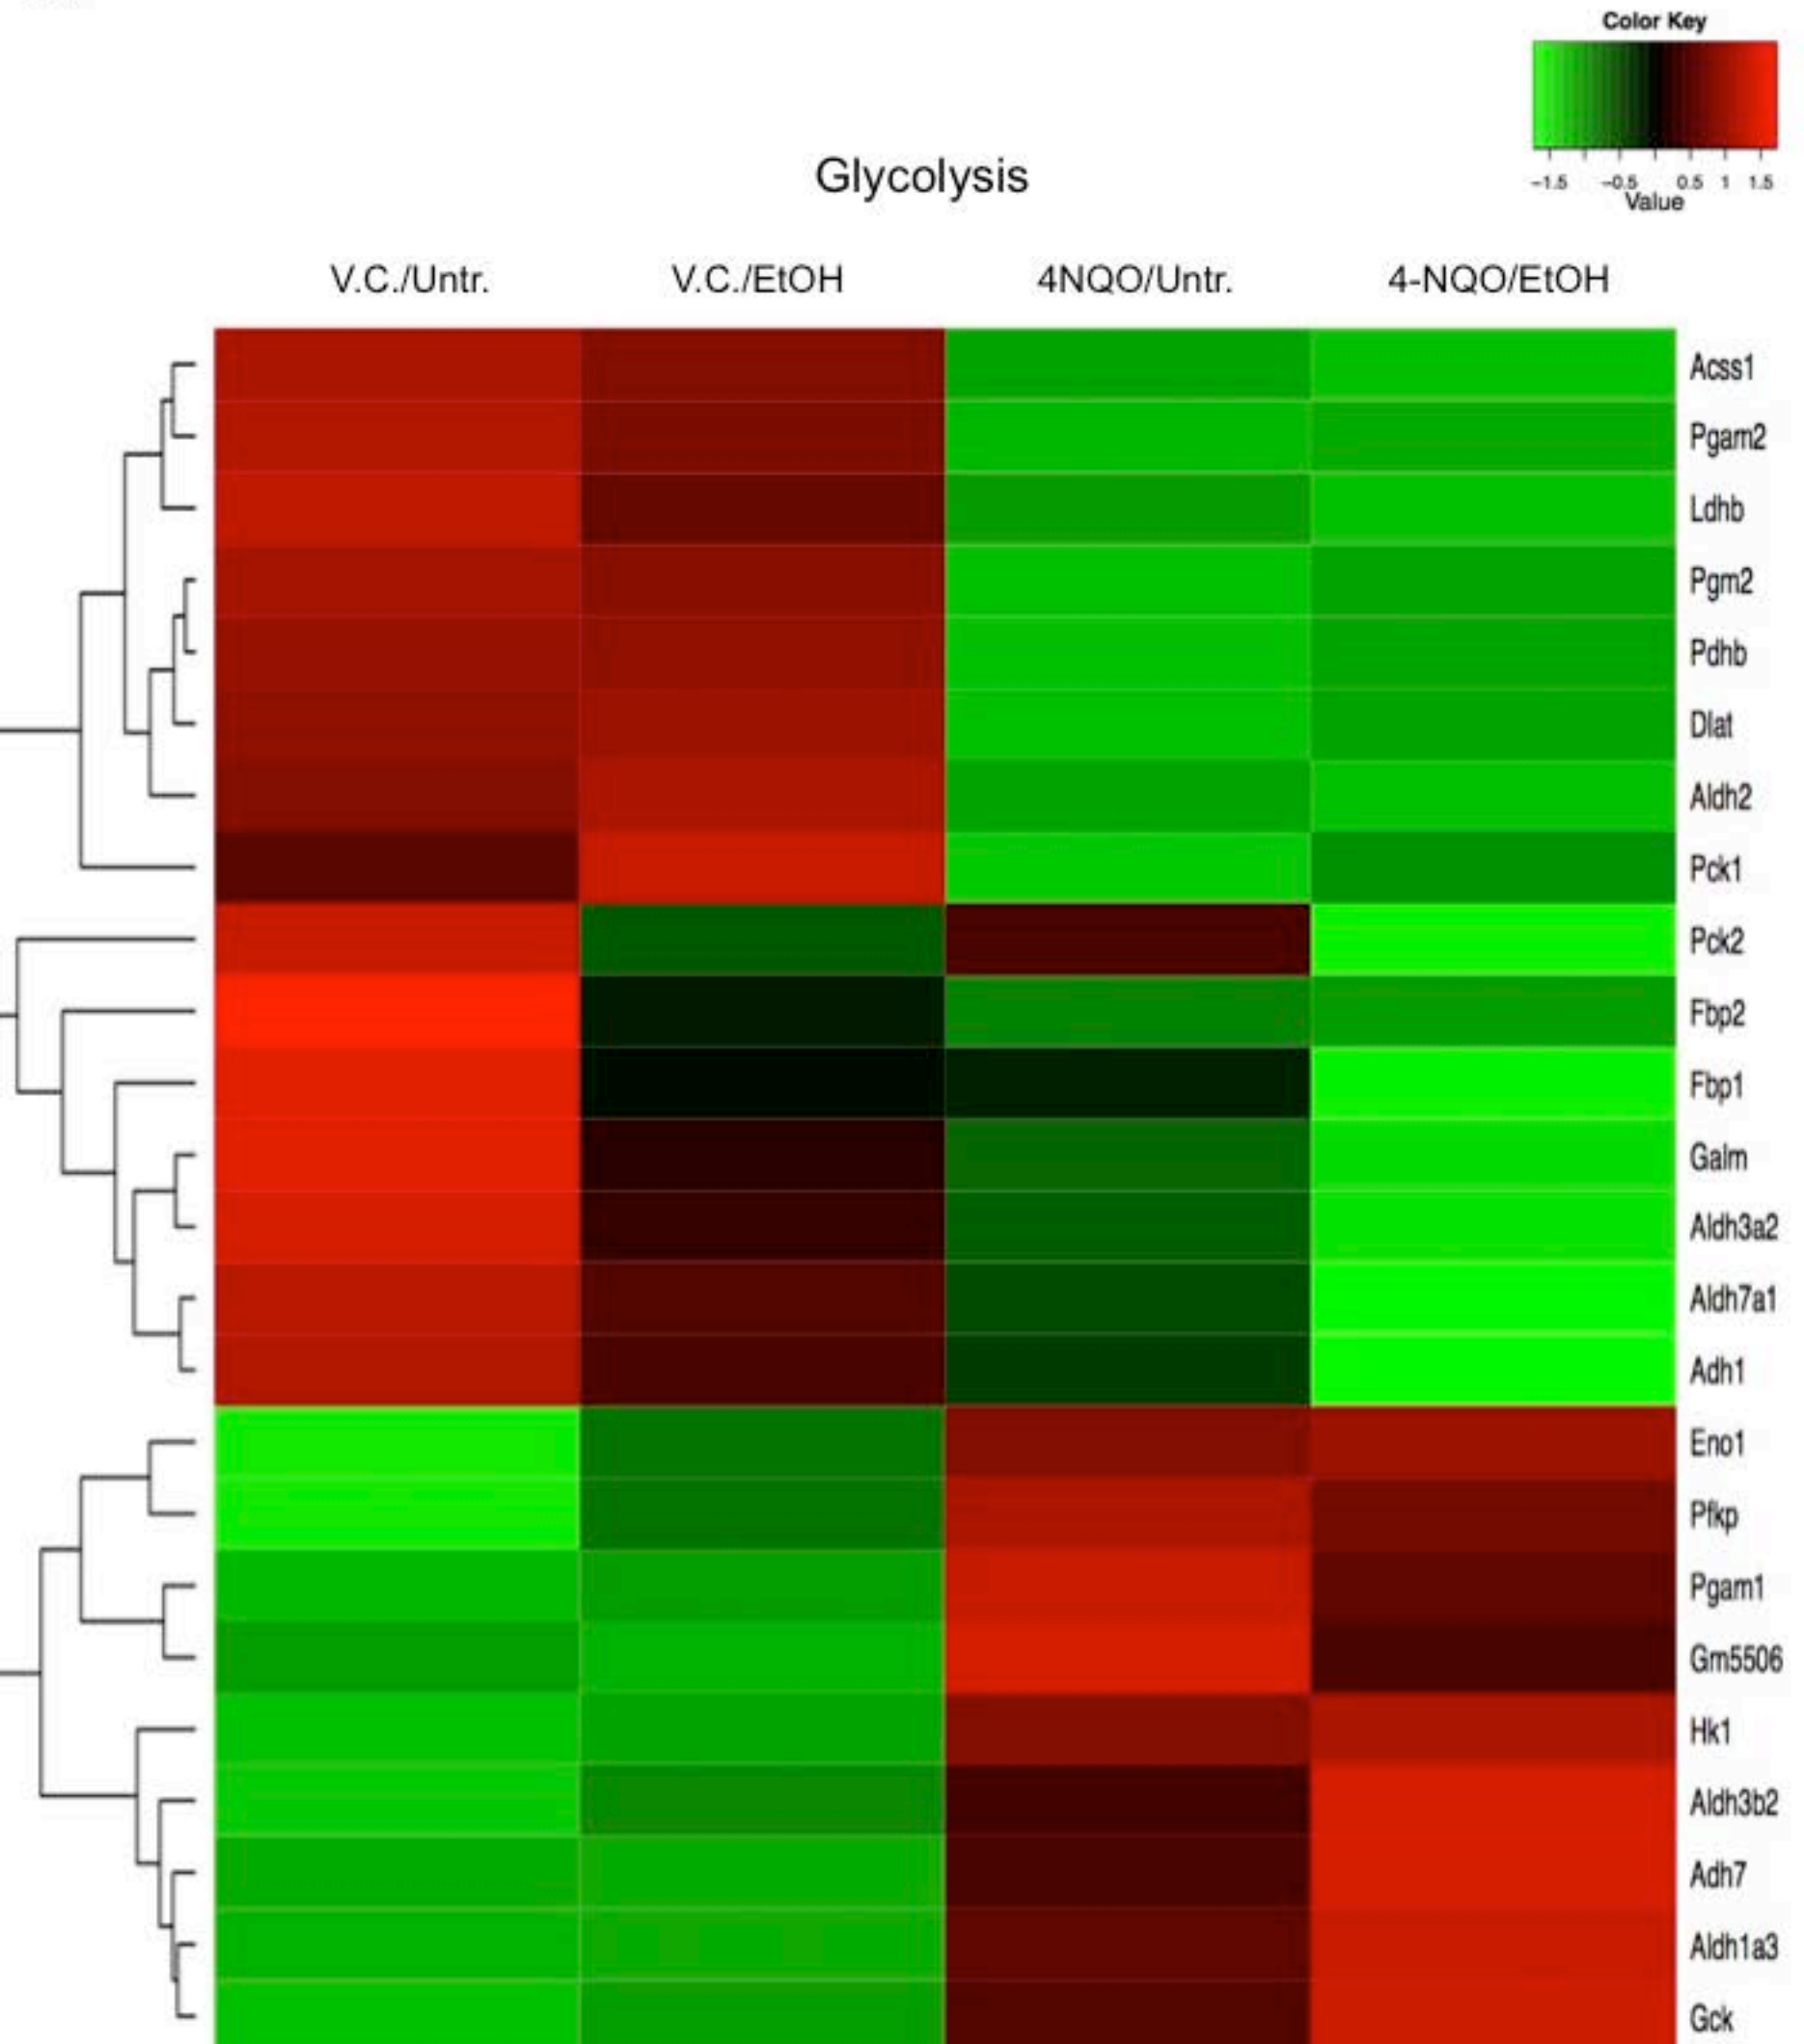 Color Key
-1.5 -0.5 0.5 1 1.5
Value
Glycolysis
V.C./Untr. V.C./EtOH 4NQO/Untr. 4-NQO/EtOH
Acss1
Pgam2
Ldhb
Pgm2
Pdhb
Dlat
Aldh2
Pck1
Pck2
Fbp2
Fbp1
Galm
Aldh3a2
Aldh7a1
Adh1
Eno1
Pfkp
Pgam1
Gm5506
Hk1
Aldh3b2
Adh7
Aldh1a3
Gck